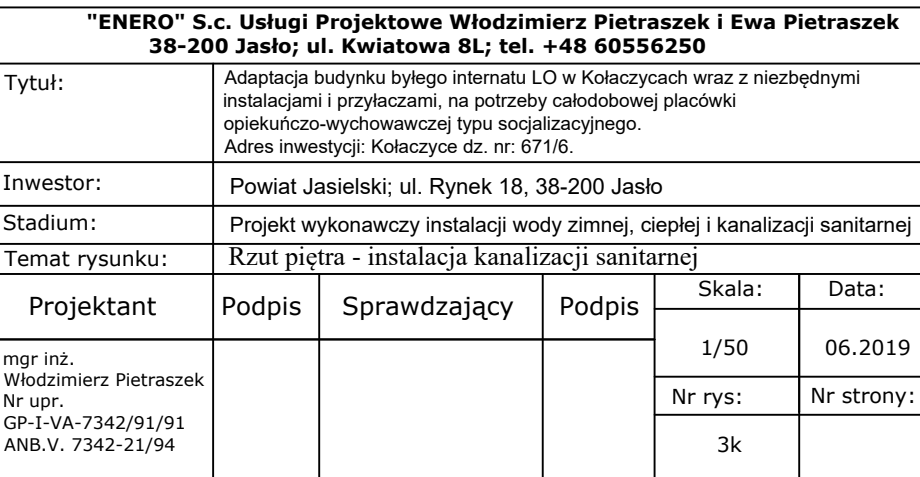 "ENERO" S.c. Usługi Projektowe Włodzimierz Pietraszek i Ewa Pietraszek
38-200 Jasło; ul. Kwiatowa 8L; tel. +48 60556250
Tytuł:
Adaptacja budynku byłego internatu LO w Kołaczycach wraz z niezbędnymi
instalacjami i przyłaczami, na potrzeby całodobowej placówki
opiekuńczo-wychowawczej typu socjalizacyjnego.
Adres inwestycji: Kołaczyce dz. nr: 671/6.
Inwestor:
Powiat Jasielski; ul. Rynek 18, 38-200 Jasło
Stadium:
Projekt wykonawczy instalacji wody zimnej, ciepłej i kanalizacji sanitarnej
Temat rysunku:
Rzut piętra - instalacja kanalizacji sanitarnej
Projektant
Podpis
Sprawdzający
Podpis
Skala:
Data:
1/50
06.2019
mgr inż.
Włodzimierz Pietraszek
Nr upr.
GP-I-VA-7342/91/91
ANB.V. 7342-21/94
Nr rys:
Nr strony:
3k